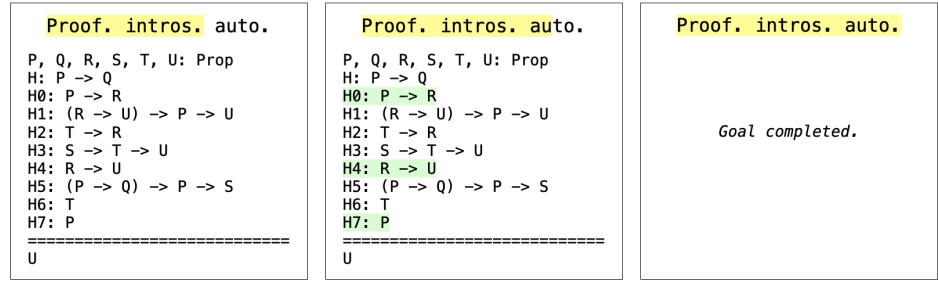 Proof. intros. auto.
P, Q, R, S, T, U: Prop
H: P -> Q
H0: P -> R
H1: (R -> U) -> P -> U
H2: T -> R
H3: S -> T -> U
H4: R -> U
H5: (P -> Q) -> P -> S
H6: T
H7: P
============================
U
Proof. intros. auto.
P, Q, R, S, T, U: Prop
H: P -> Q
H0: P -> R
H1: (R -> U) -> P -> U
H2: T -> R
H3: S -> T -> U
H4: R -> U
H5: (P -> Q) -> P -> S
H6: T
H7: P
============================
U
Proof. intros. auto.
Goal completed.